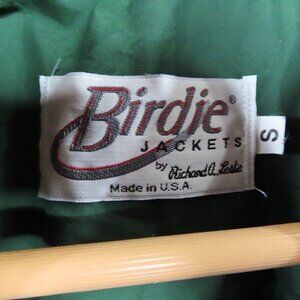 Birdie®
JACKETS
by Richard A. Leslie
Made in U.S.A.
S